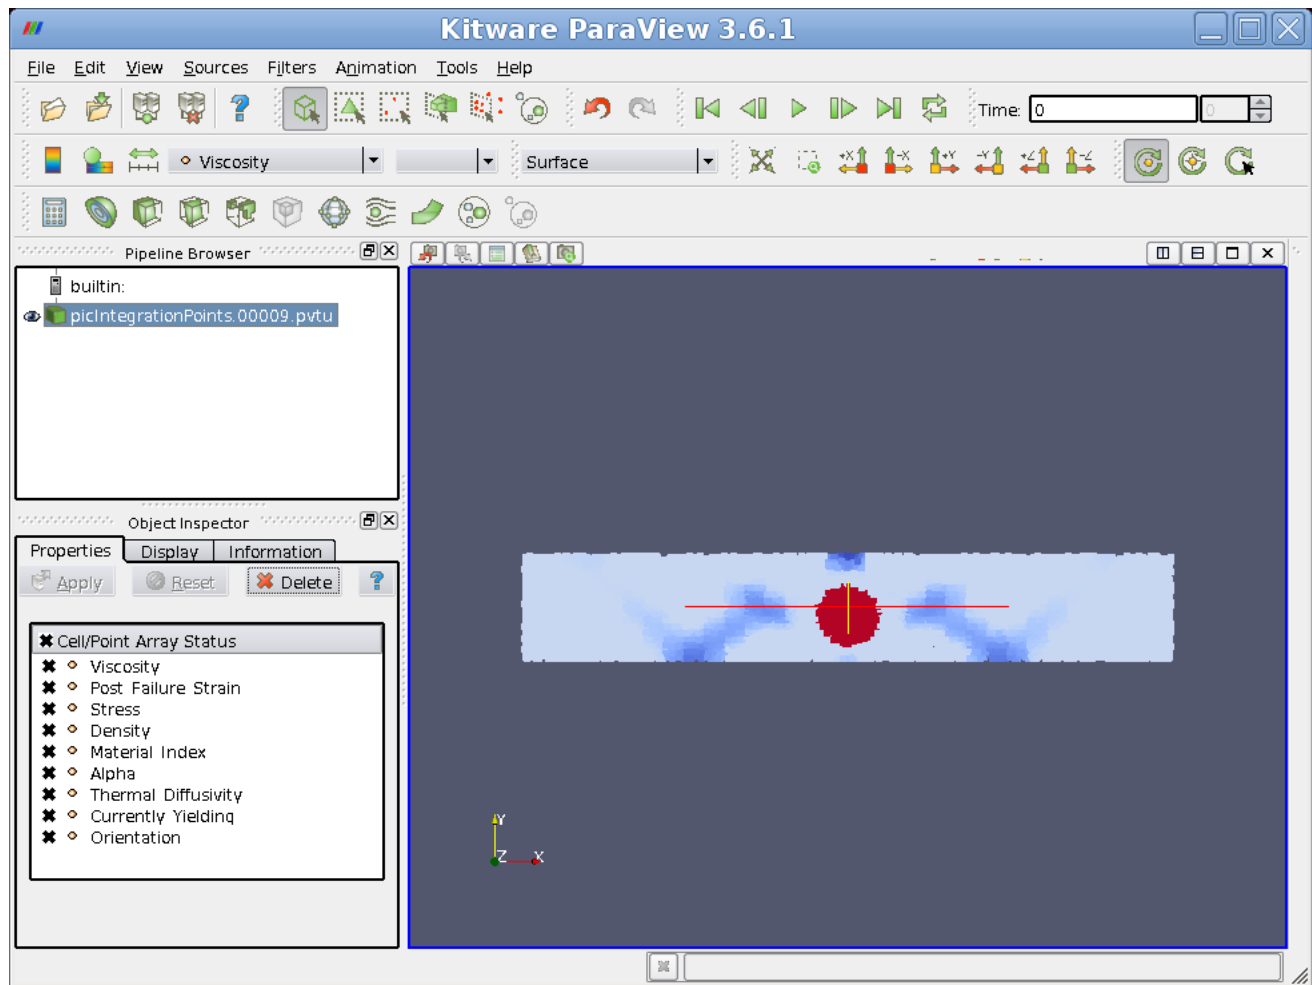 Kitware ParaView 3.6.1
File Edit View Sources Filters Animation Tools Help
Time: 0 0
Viscosity Surface
+X -X +Y -Y +Z -Z
Pipeline Browser
builtin:
picIntegrationPoints.00009.pvtu
Object Inspector
Properties Display Information
Apply Reset Delete ?
Cell/Point Array Status
Viscosity
Post Failure Strain
Stress
Density
Material Index
Alpha
Thermal Diffusivity
Currently Yielding
Orientation
Y
Z X